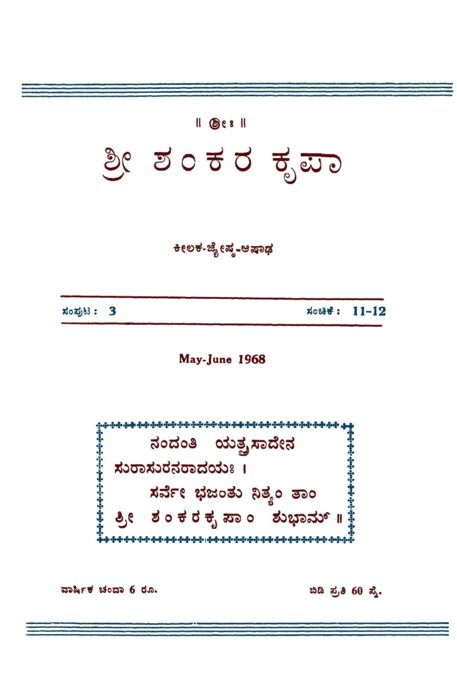 ॥ ಶ್ರೀಃ ॥
ಶ್ರೀ ಶಂಕರ ಕೃಪಾ
ಕೀಲಕ-ಜ್ಯೇಷ್ಠ-ಆಷಾಢ
ಸಂಪುಟ : 3 ಸಂಚಿಕೆ : 11-12
May-June 1968
ನಂದಂತಿ ಯತ್ಪ್ರಸಾದೇನ
ಸುರಾಸುರನರಾದಯಃ ।
ಸರ್ವೇ ಭಜಂತು ನಿತ್ಯಂ ತಾಂ
ಶ್ರೀ ಶಂಕರಕೃಪಾಂ ಶುಭಾಮ್ ॥
ವಾರ್ಷಿಕ ಚಂದಾ 6 ರೂ. ಬಿಡಿ ಪ್ರತಿ 60 ಪೈ.